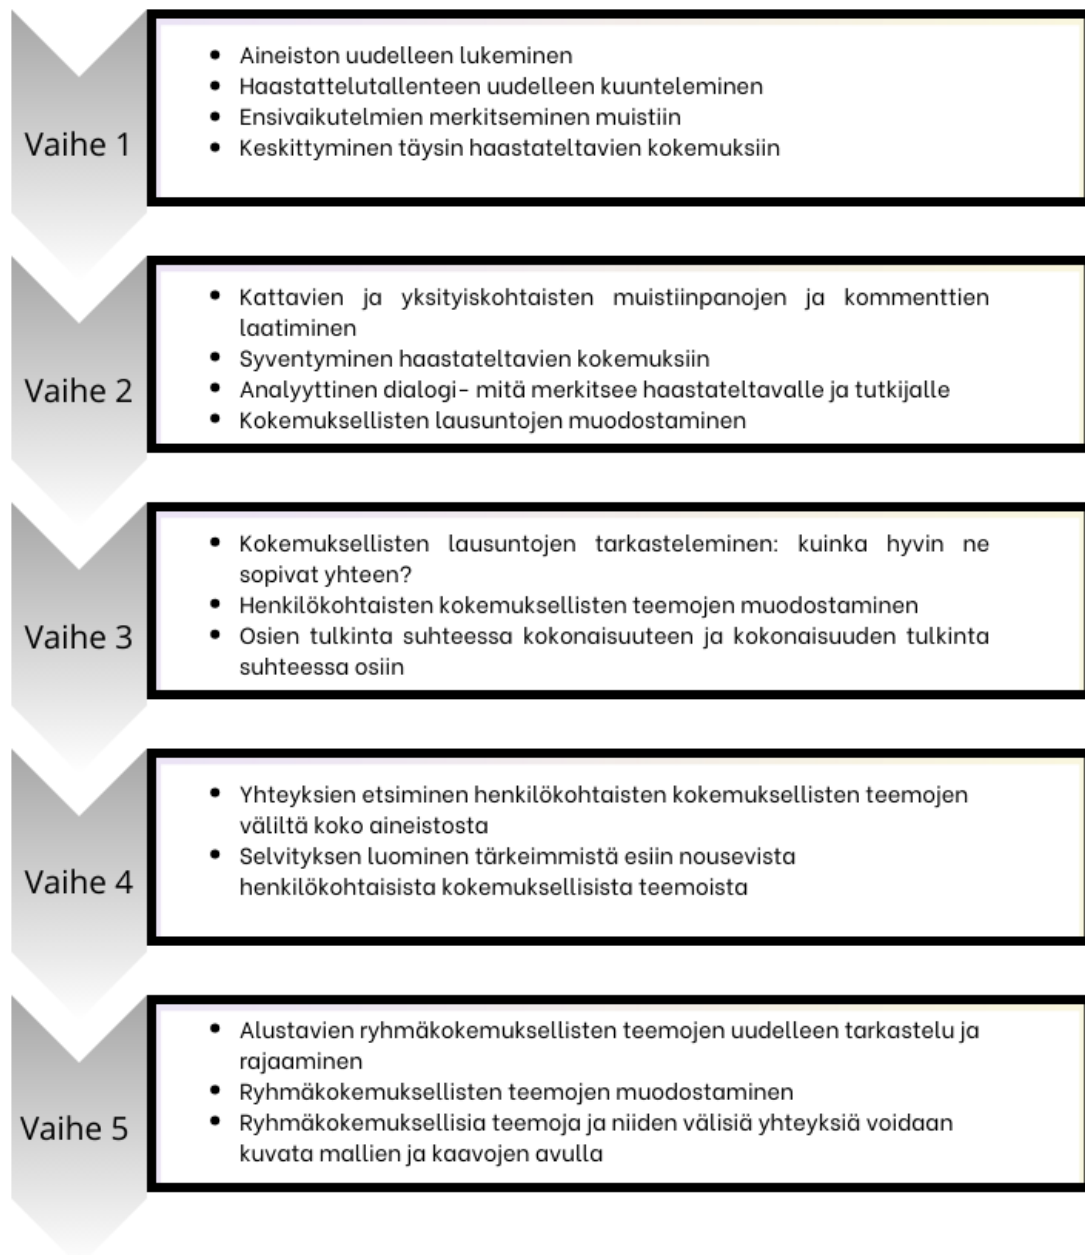 Vaihe 1
• Aineiston uudelleen lukeminen
• Haastattelutallenteen uudelleen kuunteleminen
• Ensivaikutelmien merkitseminen muistiin
• Keskittyminen täysin haastateltavien kokemuksiin
Vaihe 2
• Kattavien ja yksityiskohtaisten muistiinpanojen ja kommenttien
laatiminen
• Syventyminen haastateltavien kokemuksiin
• Analyyttinen dialogi- mitä merkitsee haastateltavalle ja tutkijalle
• Kokemuksellisten lausuntojen muodostaminen
Vaihe 3
• Kokemuksellisten lausuntojen tarkasteleminen: kuinka hyvin ne
sopivat yhteen?
• Henkilökohtaisten kokemuksellisten teemojen muodostaminen
• Osien tulkinta suhteessa kokonaisuuteen ja kokonaisuuden tulkinta
suhteessa osiin
Vaihe 4
• Yhteyksien etsiminen henkilökohtaisten kokemuksellisten teemojen
väliltä koko aineistosta
• Selvityksen luominen tärkeimmistä esiin nousevista
henkilökohtaisista kokemuksellisista teemoista
Vaihe 5
• Alustavien ryhmäkokemuksellisten teemojen uudelleen tarkastelu ja
rajaaminen
• Ryhmäkokemuksellisten teemojen muodostaminen
• Ryhmäkokemuksellisia teemoja ja niiden välisiä yhteyksiä voidaan
kuvata mallien ja kaavojen avulla